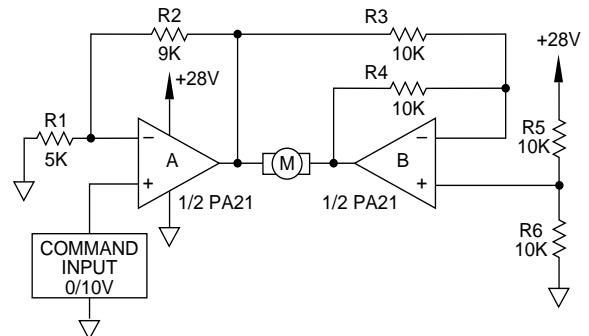 R2
9K
R3
10K
+28V
R4
10K
+28V
R1
5K
−
A
+
M
−
B
+
R5
10K
1/2 PA21
1/2 PA21
R6
10K
COMMAND
INPUT
0/10V